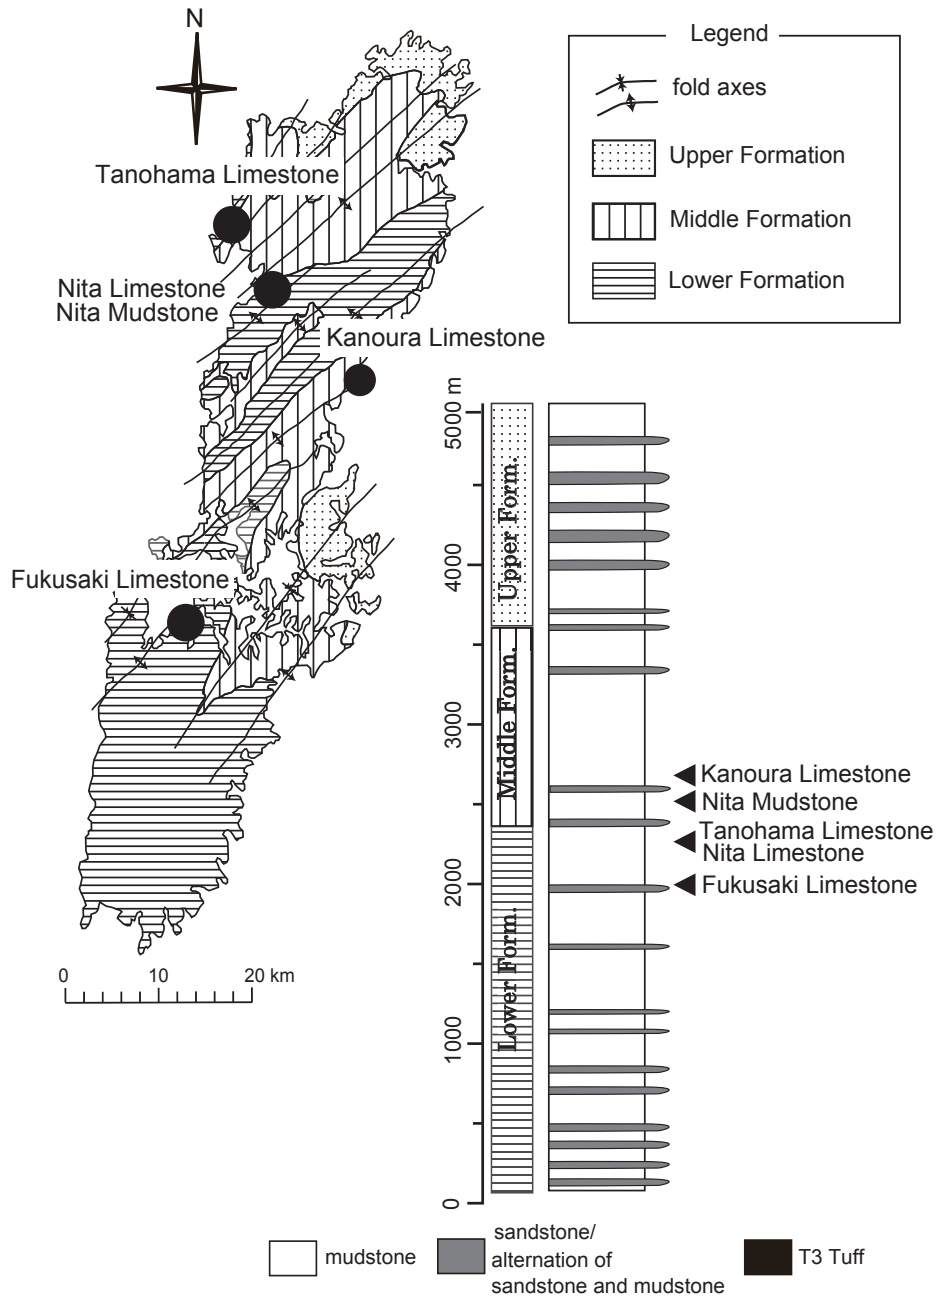 N
Legend
fold axes
Upper Formation
Middle Formation
Lower Formation
Tanohama Limestone
Nita Limestone
Nita Mudstone
Kanoura Limestone
Fukusaki Limestone
0 10 20 km
5000 m
4000
3000
2000
1000
0
Upper Form.
Middle Form.
Lower Form.
Kanoura Limestone
Nita Mudstone
Tanohama Limestone
Nita Limestone
Fukusaki Limestone
mudstone
sandstone/
alternation of
sandstone and mudstone
T3 Tuff